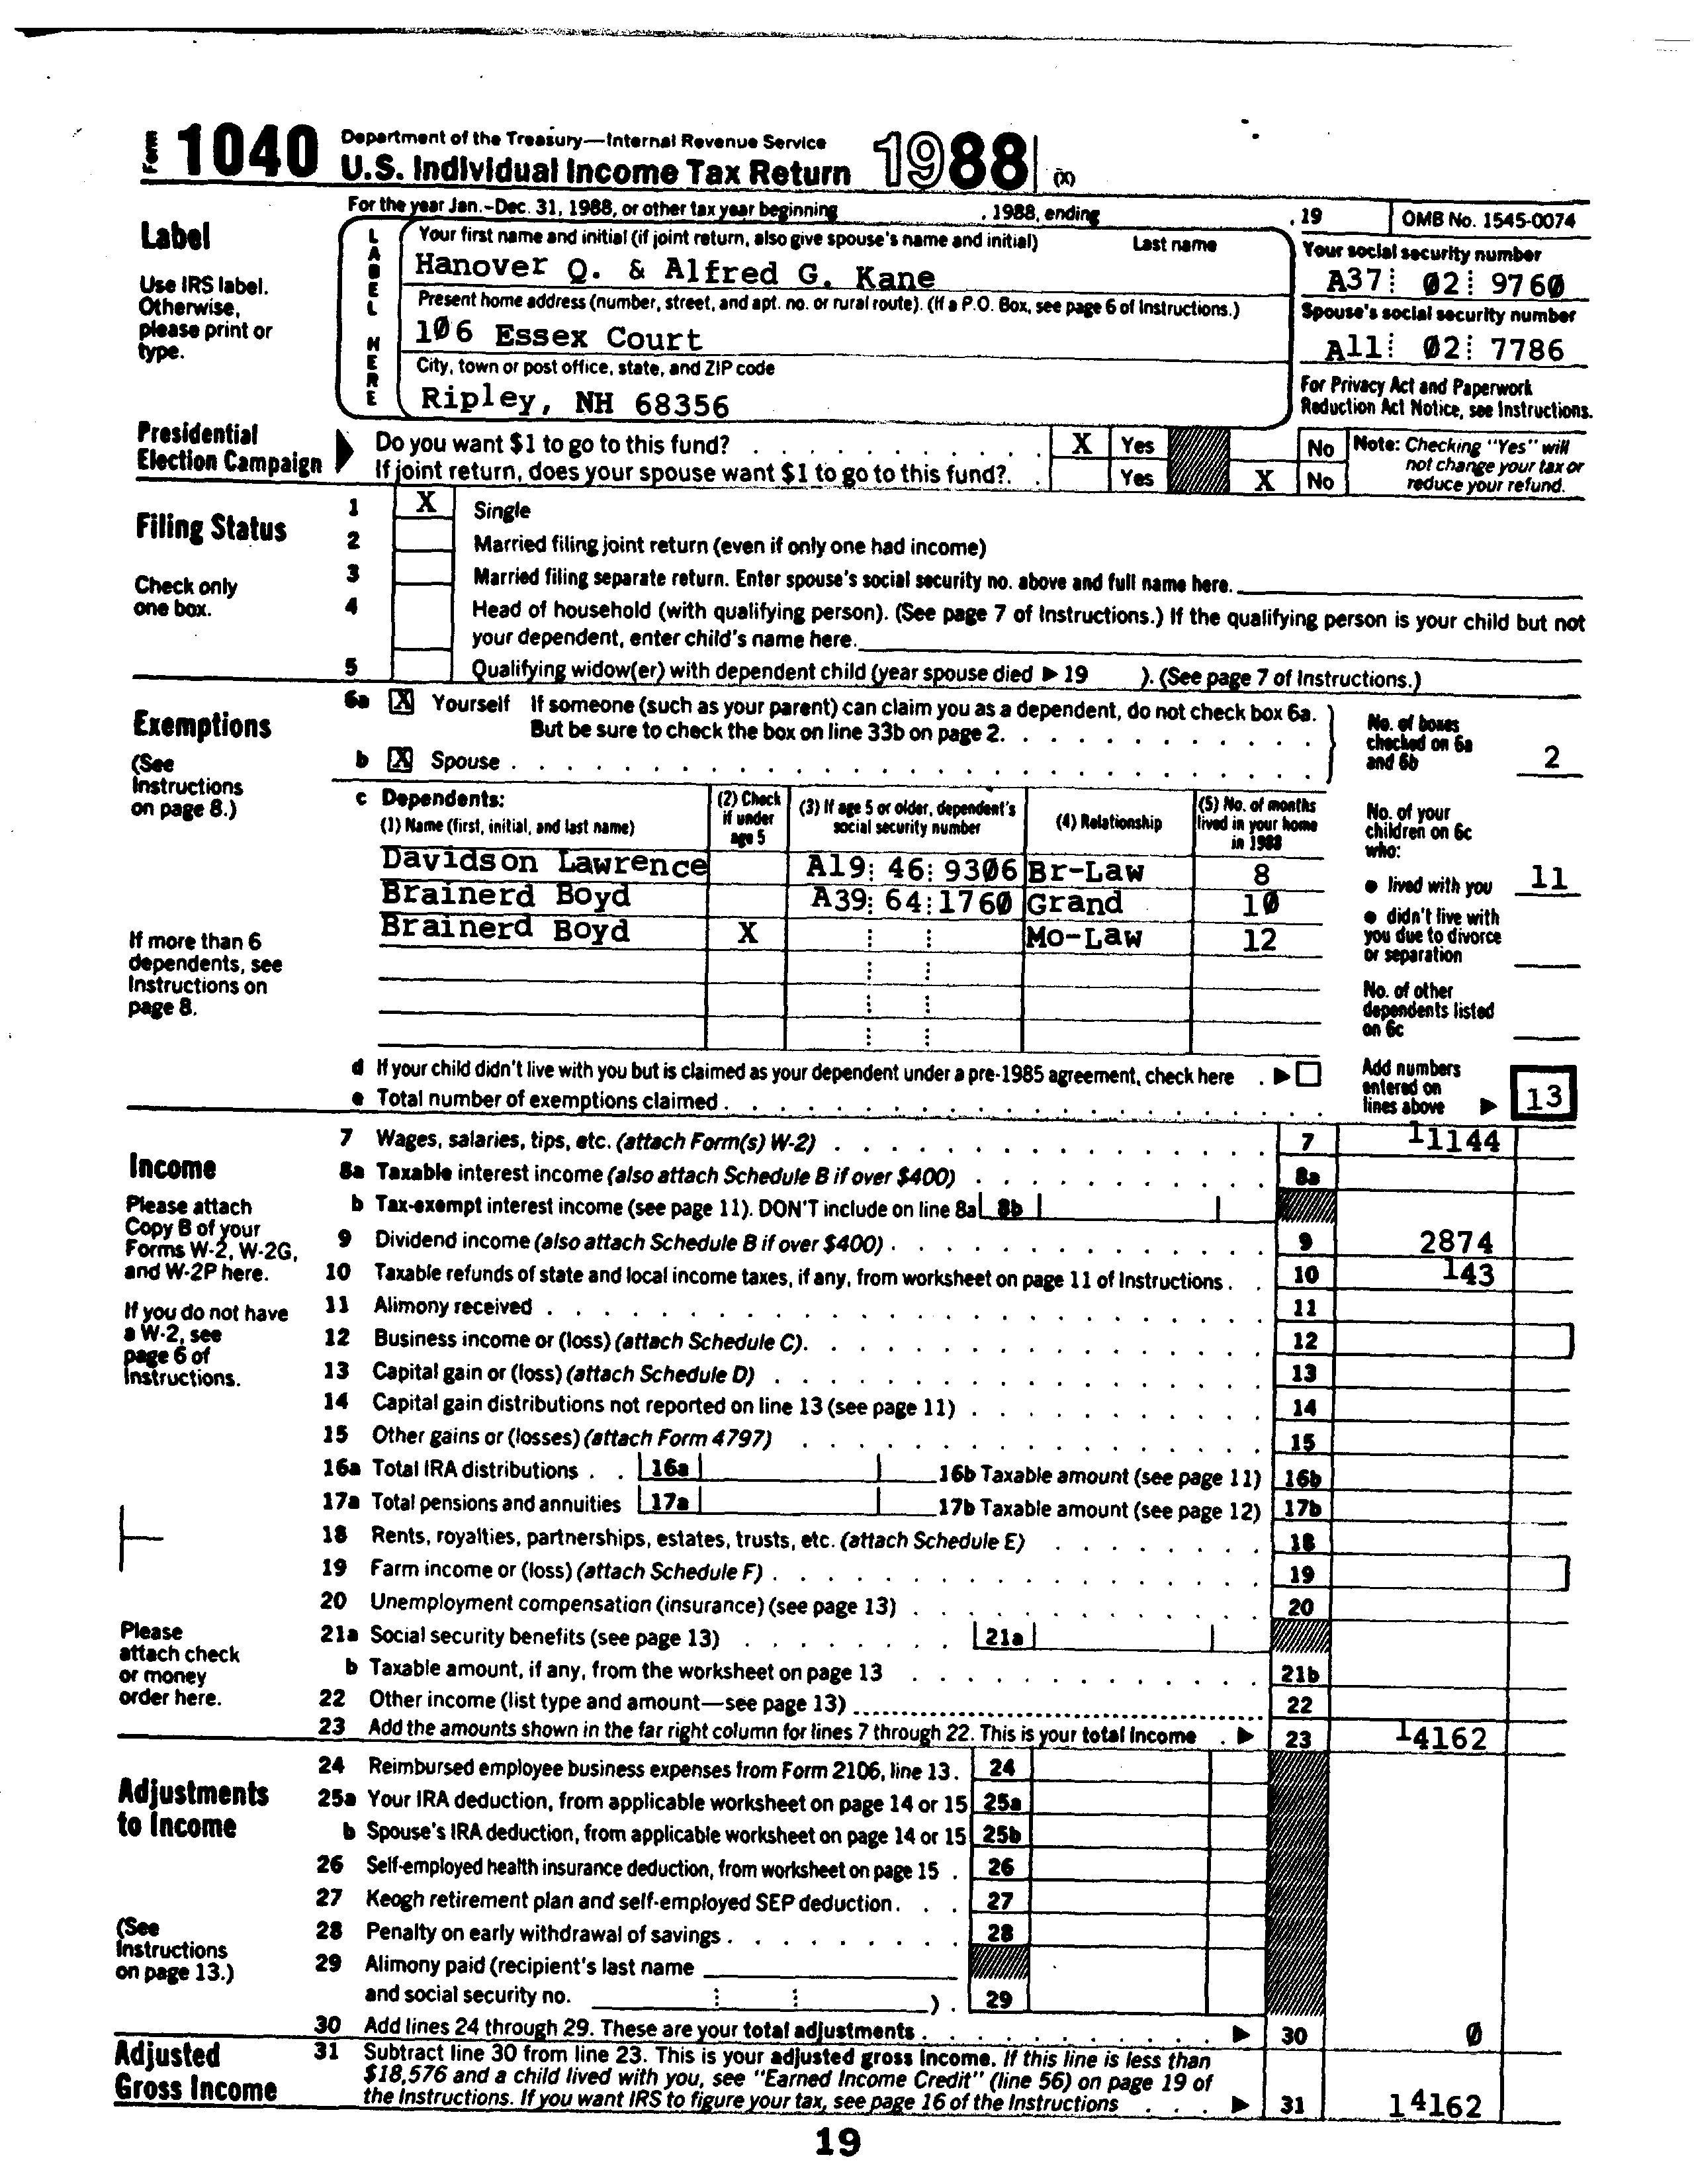 Form 1040 Department of the Treasury—Internal Revenue Service
U.S. Individual Income Tax Return 1988 (X)
For the year Jan.-Dec. 31, 1988, or other tax year beginning , 1988, ending , 19 OMB No. 1545-0074
Label
Use IRS label.
Otherwise,
please print or
type.
LABEL HERE
Your first name and initial (if joint return, also give spouse's name and initial) Last name
Hanover Q. & Alfred G. Kane
Your social security number
A37 02 9760
Present home address (number, street, and apt. no. or rural route). (If a P.O. Box, see page 6 of Instructions.)
106 Essex Court
Spouse's social security number
A11 02 7786
City, town or post office, state, and ZIP code
Ripley, NH 68356
For Privacy Act and Paperwork
Reduction Act Notice, see Instructions.
Presidential
Election Campaign
Do you want $1 to go to this fund? X Yes No
If joint return, does your spouse want $1 to go to this fund? Yes X No
Note: Checking "Yes" will
not change your tax or
reduce your refund.
Filing Status
Check only
one box.
1 X Single
2 Married filing joint return (even if only one had income)
3 Married filing separate return. Enter spouse's social security no. above and full name here.
4 Head of household (with qualifying person). (See page 7 of Instructions.) If the qualifying person is your child but not
your dependent, enter child's name here.
5 Qualifying widow(er) with dependent child (year spouse died ▶ 19 ). (See page 7 of Instructions.)
Exemptions
(See
Instructions
on page 8.)
6a X Yourself If someone (such as your parent) can claim you as a dependent, do not check box 6a.
But be sure to check the box on line 33b on page 2.
b X Spouse
No. of boxes
checked on 6a
and 6b 2
c Dependents:
(1) Name (first, initial, and last name)
(2) Check
if under
age 5
(3) If age 5 or older, dependent's
social security number
(4) Relationship
(5) No. of months
lived in your home
in 1988
Davidson Lawrence A19 46 9306 Br-Law 8
Brainerd Boyd A39 64 1760 Grand 10
Brainerd Boyd X Mo-Law 12
If more than 6
dependents, see
Instructions on
page 8.
No. of your
children on 6c
who:
● lived with you 11
● didn't live with
you due to divorce
or separation
No. of other
dependents listed
on 6c
d If your child didn't live with you but is claimed as your dependent under a pre-1985 agreement, check here ▶
e Total number of exemptions claimed
Add numbers
entered on
lines above ▶ 13
Income
Please attach
Copy B of your
Forms W-2, W-2G,
and W-2P here.
If you do not have
a W-2, see
page 6 of
Instructions.
7 Wages, salaries, tips, etc. (attach Form(s) W-2) 7 11144
8a Taxable interest income (also attach Schedule B if over $400) 8a
b Tax-exempt interest income (see page 11). DON'T include on line 8a 8b
9 Dividend income (also attach Schedule B if over $400) 9 2874
10 Taxable refunds of state and local income taxes, if any, from worksheet on page 11 of Instructions 10 143
11 Alimony received 11
12 Business income or (loss) (attach Schedule C) 12
13 Capital gain or (loss) (attach Schedule D) 13
14 Capital gain distributions not reported on line 13 (see page 11) 14
15 Other gains or (losses) (attach Form 4797) 15
16a Total IRA distributions 16a 16b Taxable amount (see page 11) 16b
17a Total pensions and annuities 17a 17b Taxable amount (see page 12) 17b
18 Rents, royalties, partnerships, estates, trusts, etc. (attach Schedule E) 18
19 Farm income or (loss) (attach Schedule F) 19
20 Unemployment compensation (insurance) (see page 13) 20
Please
attach check
or money
order here.
21a Social security benefits (see page 13) 21a
b Taxable amount, if any, from the worksheet on page 13 21b
22 Other income (list type and amount—see page 13) 22
23 Add the amounts shown in the far right column for lines 7 through 22. This is your total income ▶ 23 14162
Adjustments
to Income
(See
Instructions
on page 13.)
24 Reimbursed employee business expenses from Form 2106, line 13. 24
25a Your IRA deduction, from applicable worksheet on page 14 or 15 25a
b Spouse's IRA deduction, from applicable worksheet on page 14 or 15 25b
26 Self-employed health insurance deduction, from worksheet on page 15 26
27 Keogh retirement plan and self-employed SEP deduction 27
28 Penalty on early withdrawal of savings 28
29 Alimony paid (recipient's last name
and social security no. ) 29
30 Add lines 24 through 29. These are your total adjustments ▶ 30 0
Adjusted
Gross Income
31 Subtract line 30 from line 23. This is your adjusted gross income. If this line is less than
$18,576 and a child lived with you, see "Earned Income Credit" (line 56) on page 19 of
the Instructions. If you want IRS to figure your tax, see page 16 of the Instructions ▶ 31 14162
19